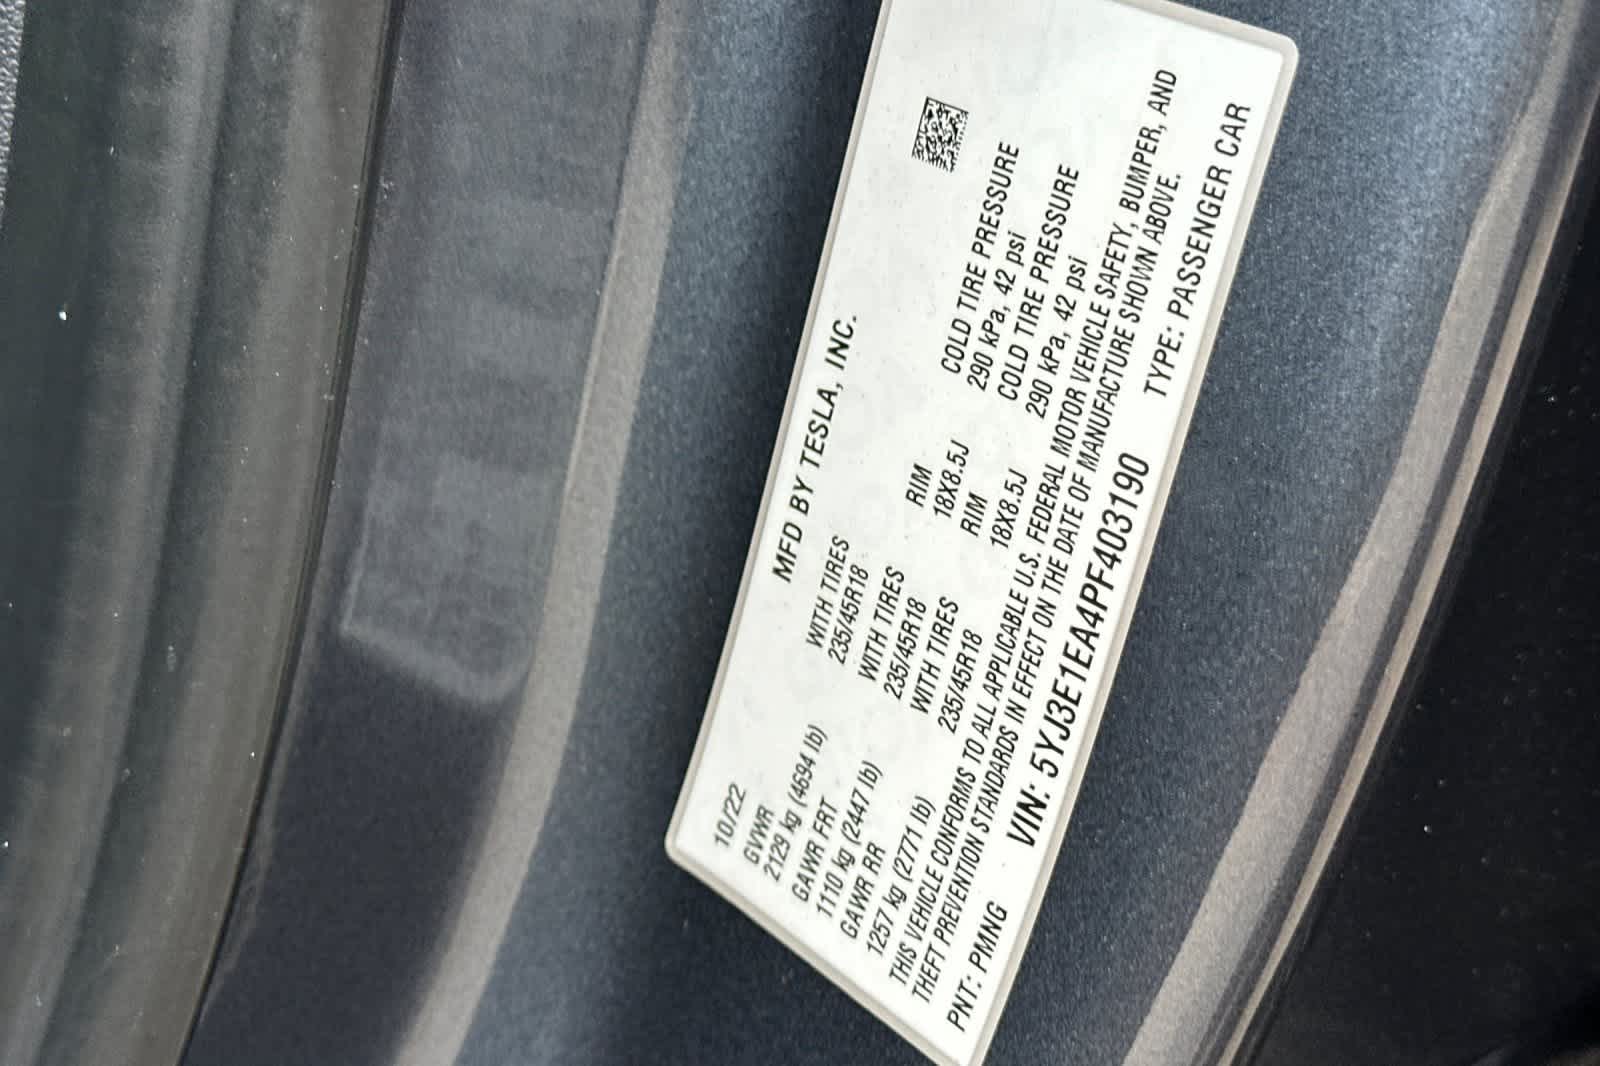 MFD BY TESLA, INC.
10/22
GVWR
2129 kg (4694 lb)
WITH TIRES
235/45R18
RIM
18X8.5J
COLD TIRE PRESSURE
290 kPa, 42 psi
GAWR FRT
1110 kg (2447 lb)
WITH TIRES
235/45R18
RIM
18X8.5J
COLD TIRE PRESSURE
290 kPa, 42 psi
GAWR RR
1257 kg (2771 lb)
WITH TIRES
235/45R18
THIS VEHICLE CONFORMS TO ALL APPLICABLE U.S. FEDERAL MOTOR VEHICLE SAFETY, BUMPER, AND
THEFT PREVENTION STANDARDS IN EFFECT ON THE DATE OF MANUFACTURE SHOWN ABOVE.
PNT: PMNG VIN: 5YJ3E1EA4PF403190 TYPE: PASSENGER CAR